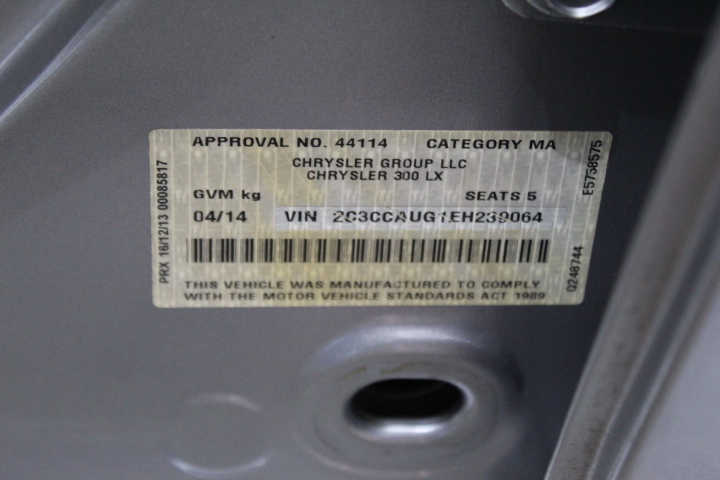 APPROVAL NO. 44114 CATEGORY MA
CHRYSLER GROUP LLC
CHRYSLER 300 LX
GVM kg SEATS 5
04/14 VIN 2C3CCAUG1EH239064
THIS VEHICLE WAS MANUFACTURED TO COMPLY
WITH THE MOTOR VEHICLE STANDARDS ACT 1989
PRX 16/12/13 00085817
E5758575
0248744